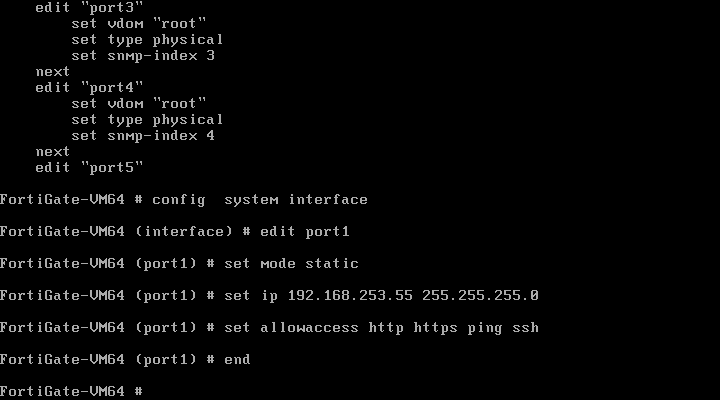 edit "port3"
        set vdom "root"
        set type physical
        set snmp-index 3
    next
    edit "port4"
        set vdom "root"
        set type physical
        set snmp-index 4
    next
    edit "port5"
FortiGate-VM64 # config  system interface
FortiGate-VM64 (interface) # edit port1
FortiGate-VM64 (port1) # set mode static
FortiGate-VM64 (port1) # set ip 192.168.253.55 255.255.255.0
FortiGate-VM64 (port1) # set allowaccess http https ping ssh
FortiGate-VM64 (port1) # end
FortiGate-VM64 #